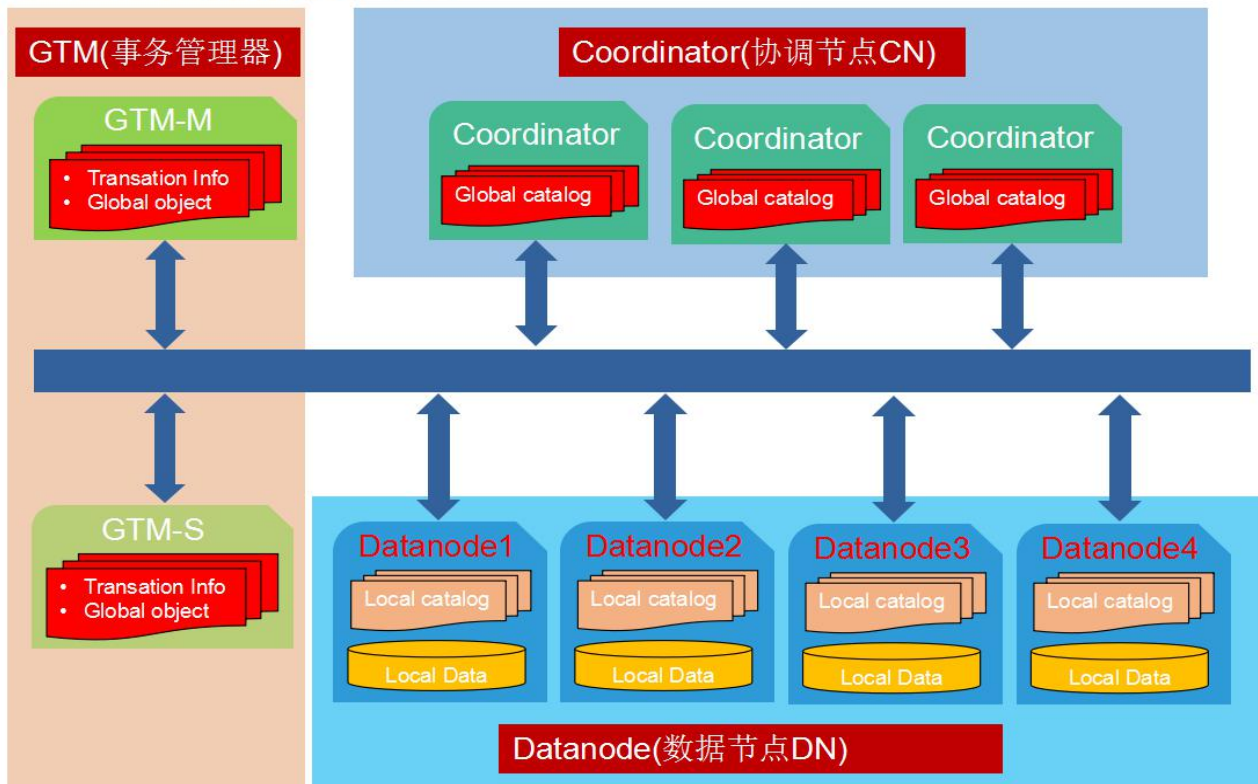 GTM(事务管理器)
GTM-M
• Transation Info
• Global object
GTM-S
• Transation Info
• Global object
Coordinator(协调节点CN)
Coordinator
Global catalog
Coordinator
Global catalog
Coordinator
Global catalog
Datanode1
Local catalog
Local Data
Datanode2
Local catalog
Local Data
Datanode3
Local catalog
Local Data
Datanode4
Local catalog
Local Data
Datanode(数据节点DN)